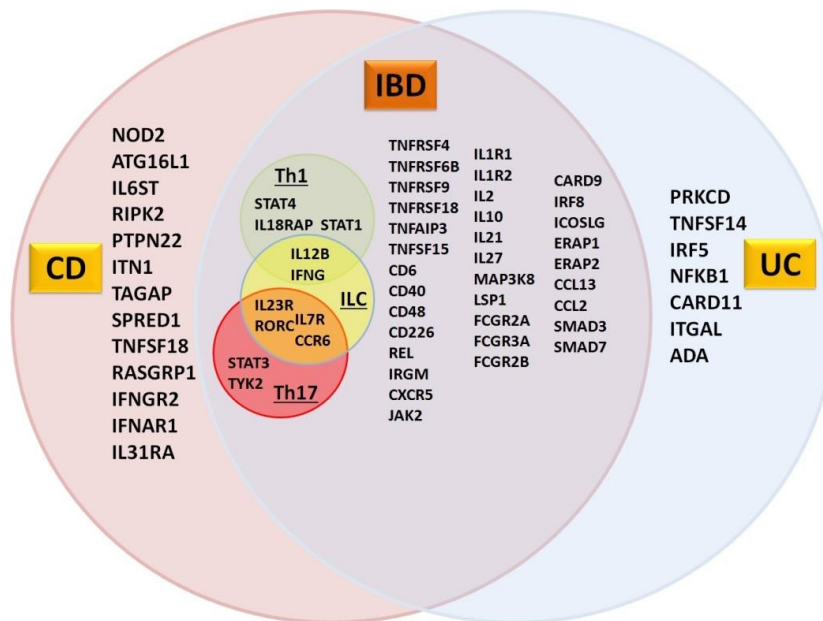 IBD
CD
NOD2
ATG16L1
IL6ST
RIPK2
PTPN22
ITN1
TAGAP
SPRED1
TNFSF18
RASGRP1
IFNGR2
IFNAR1
IL31RA
Th1
STAT4
IL18RAP STAT1
IL12B
IFNG
ILC
IL23R
IL7R
RORC
CCR6
STAT3
TYK2
Th17
TNFRSF4
TNFRSF6B
TNFRSF9
TNFRSF18
TNFAIP3
TNFSF15
CD6
CD40
CD48
CD226
REL
IRGM
CXCR5
JAK2
IL1R1
IL1R2
IL2
IL10
IL21
IL27
MAP3K8
LSP1
FCGR2A
FCGR3A
FCGR2B
CARD9
IRF8
ICOSLG
ERAP1
ERAP2
CCL13
CCL2
SMAD3
SMAD7
PRKCD
TNFSF14
IRF5
NFKB1
CARD11
ITGAL
ADA
UC